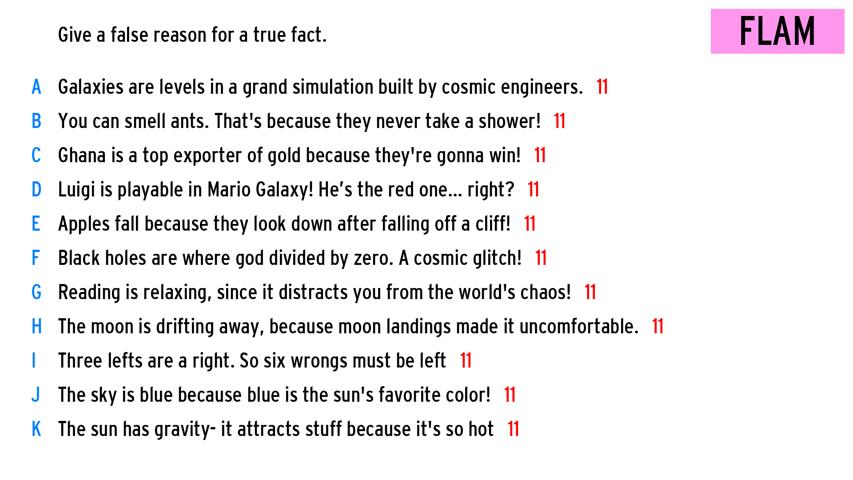 Give a false reason for a true fact.
FLAM
A Galaxies are levels in a grand simulation built by cosmic engineers. 11
B You can smell ants. That's because they never take a shower! 11
C Ghana is a top exporter of gold because they're gonna win! 11
D Luigi is playable in Mario Galaxy! He's the red one... right? 11
E Apples fall because they look down after falling off a cliff! 11
F Black holes are where god divided by zero. A cosmic glitch! 11
G Reading is relaxing, since it distracts you from the world's chaos! 11
H The moon is drifting away, because moon landings made it uncomfortable. 11
I Three lefts are a right. So six wrongs must be left 11
J The sky is blue because blue is the sun's favorite color! 11
K The sun has gravity- it attracts stuff because it's so hot 11